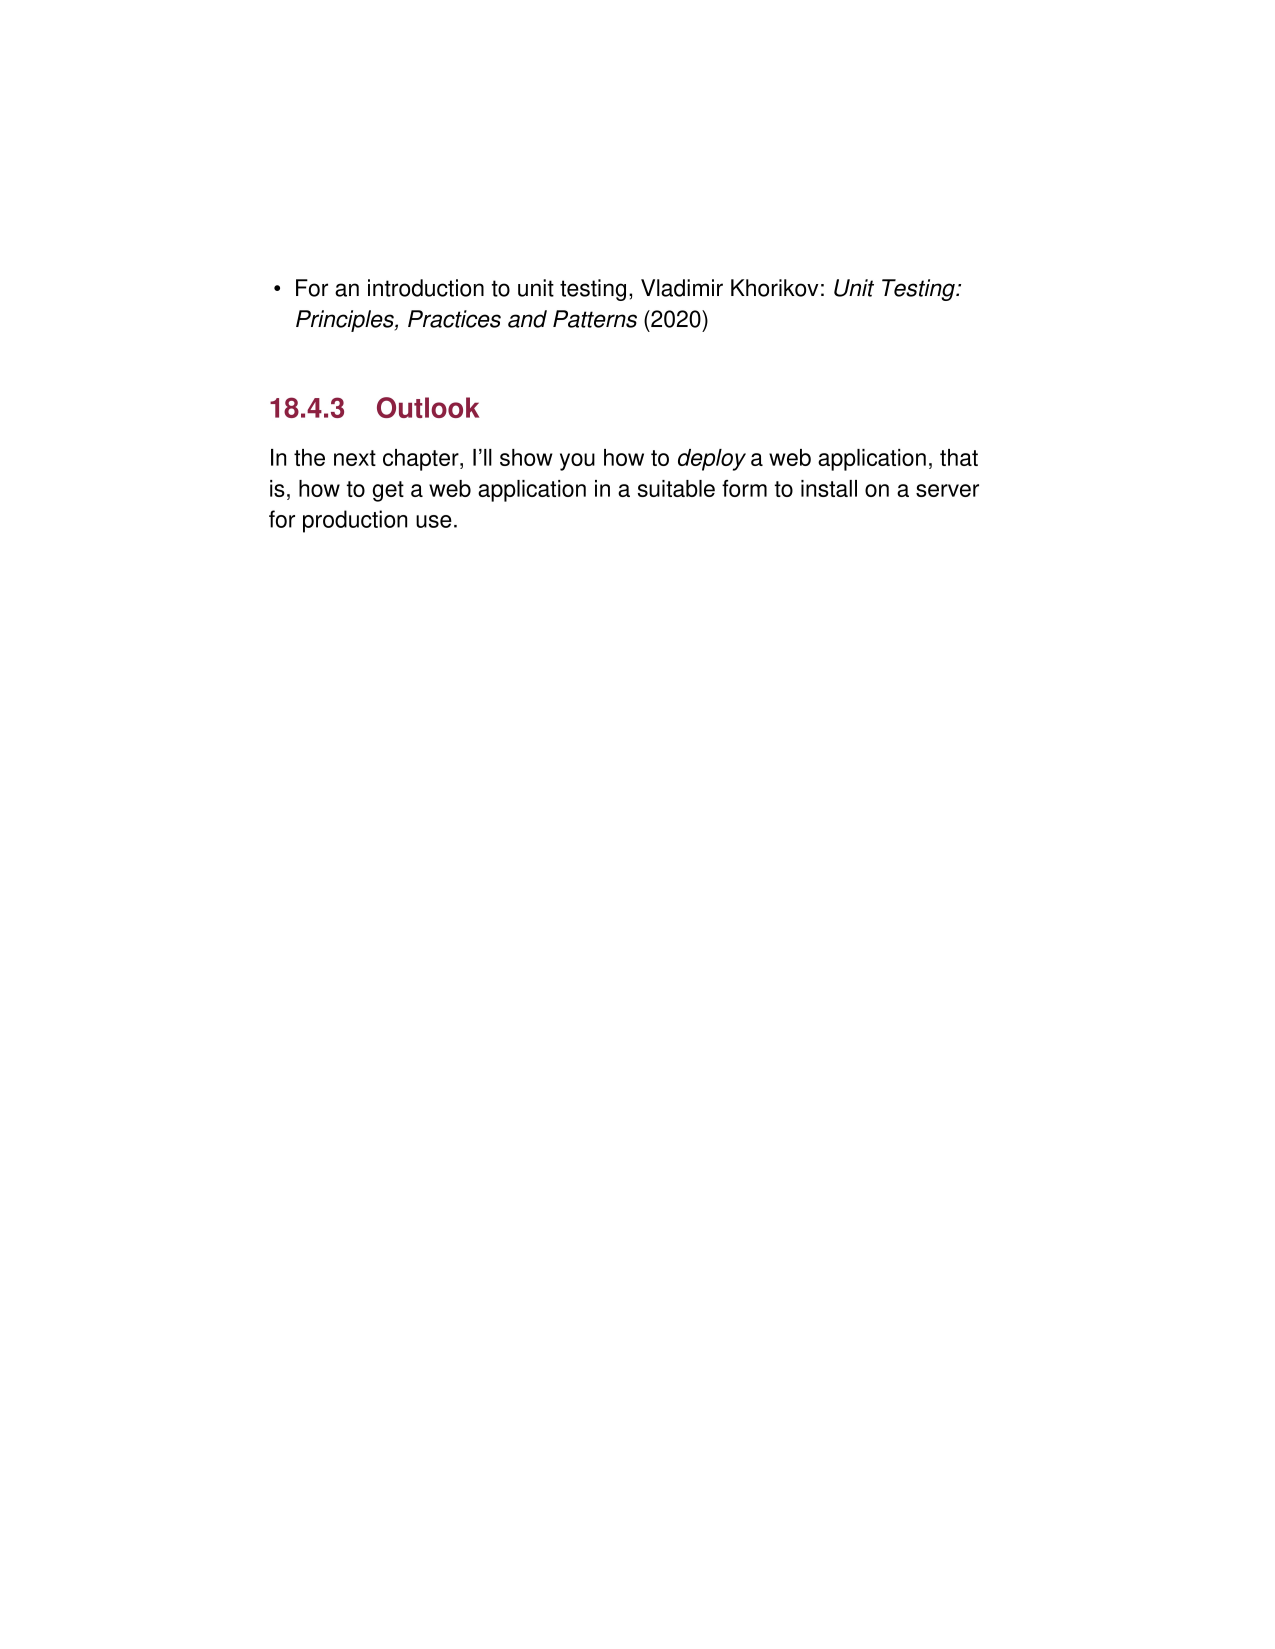 • For an introduction to unit testing, Vladimir Khorikov: Unit Testing:
Principles, Practices and Patterns (2020)
18.4.3 Outlook
In the next chapter, I’ll show you how to deploy a web application, that
is, how to get a web application in a suitable form to install on a server
for production use.